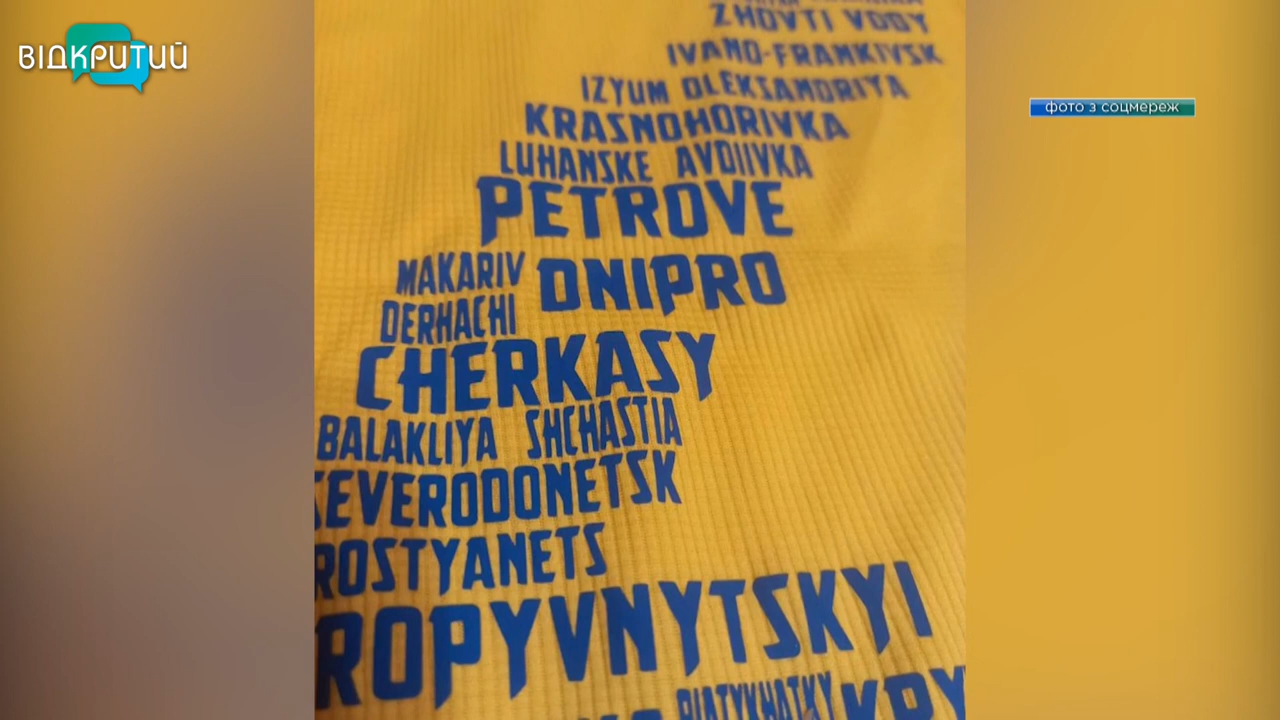 ВІДКРИТИЙ
фото з соцмереж
ZHOVTI VODY
IVANO-FRANKIVSK
IZYUM OLEKSANDRIYA
KRASNOHORIVKA
LUHANSKE AVDIIVKA
PETROVE
MAKARIV DNIPRO
DERHACHI
CHERKASY
BALAKLIYA SHCHASTIA
SEVERODONETSK
ROSTYANETS
ROPYVNYTSKYI
PIATYKHATKY KRY